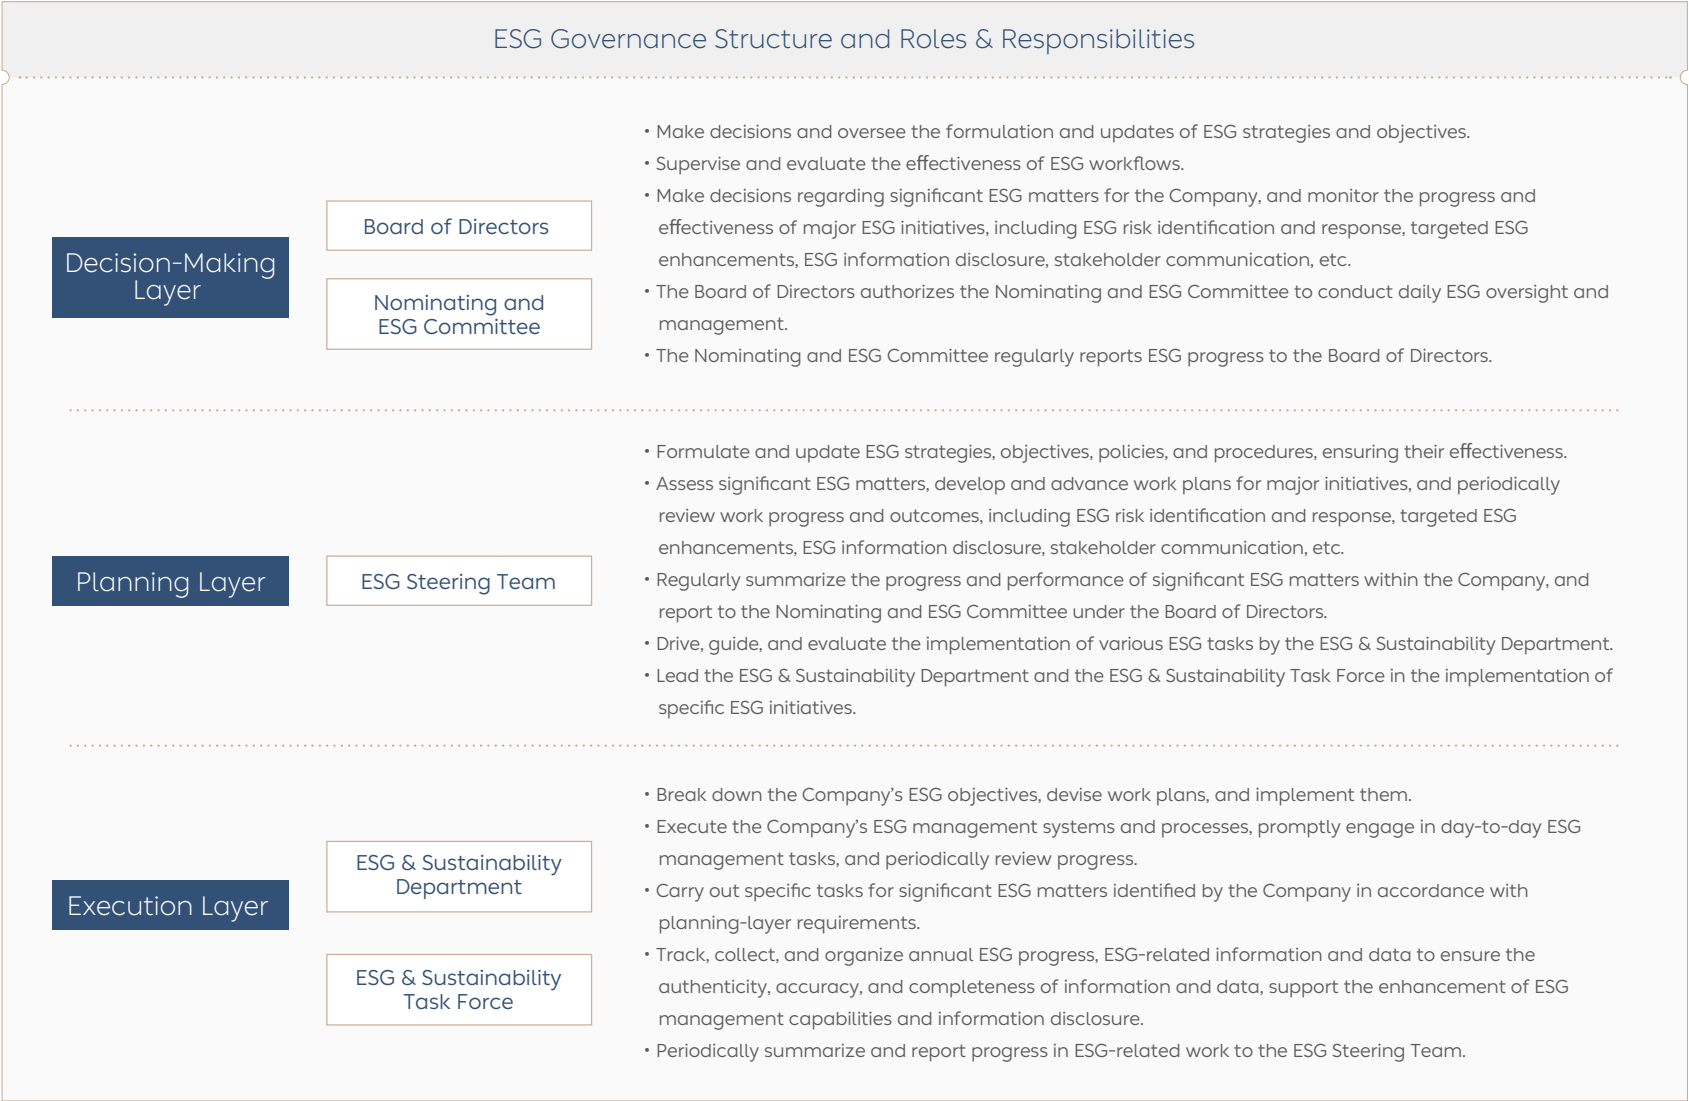 ESG Governance Structure and Roles & Responsibilities
Decision-Making
Layer
Board of Directors
Nominating and
ESG Committee
• Make decisions and oversee the formulation and updates of ESG strategies and objectives.
• Supervise and evaluate the effectiveness of ESG workflows.
• Make decisions regarding significant ESG matters for the Company, and monitor the progress and
effectiveness of major ESG initiatives, including ESG risk identification and response, targeted ESG
enhancements, ESG information disclosure, stakeholder communication, etc.
• The Board of Directors authorizes the Nominating and ESG Committee to conduct daily ESG oversight and
management.
• The Nominating and ESG Committee regularly reports ESG progress to the Board of Directors.
Planning Layer
ESG Steering Team
• Formulate and update ESG strategies, objectives, policies, and procedures, ensuring their effectiveness.
• Assess significant ESG matters, develop and advance work plans for major initiatives, and periodically
review work progress and outcomes, including ESG risk identification and response, targeted ESG
enhancements, ESG information disclosure, stakeholder communication, etc.
• Regularly summarize the progress and performance of significant ESG matters within the Company, and
report to the Nominating and ESG Committee under the Board of Directors.
• Drive, guide, and evaluate the implementation of various ESG tasks by the ESG & Sustainability Department.
• Lead the ESG & Sustainability Department and the ESG & Sustainability Task Force in the implementation of
specific ESG initiatives.
Execution Layer
ESG & Sustainability
Department
ESG & Sustainability
Task Force
• Break down the Company's ESG objectives, devise work plans, and implement them.
• Execute the Company's ESG management systems and processes, promptly engage in day-to-day ESG
management tasks, and periodically review progress.
• Carry out specific tasks for significant ESG matters identified by the Company in accordance with
planning-layer requirements.
• Track, collect, and organize annual ESG progress, ESG-related information and data to ensure the
authenticity, accuracy, and completeness of information and data, support the enhancement of ESG
management capabilities and information disclosure.
• Periodically summarize and report progress in ESG-related work to the ESG Steering Team.